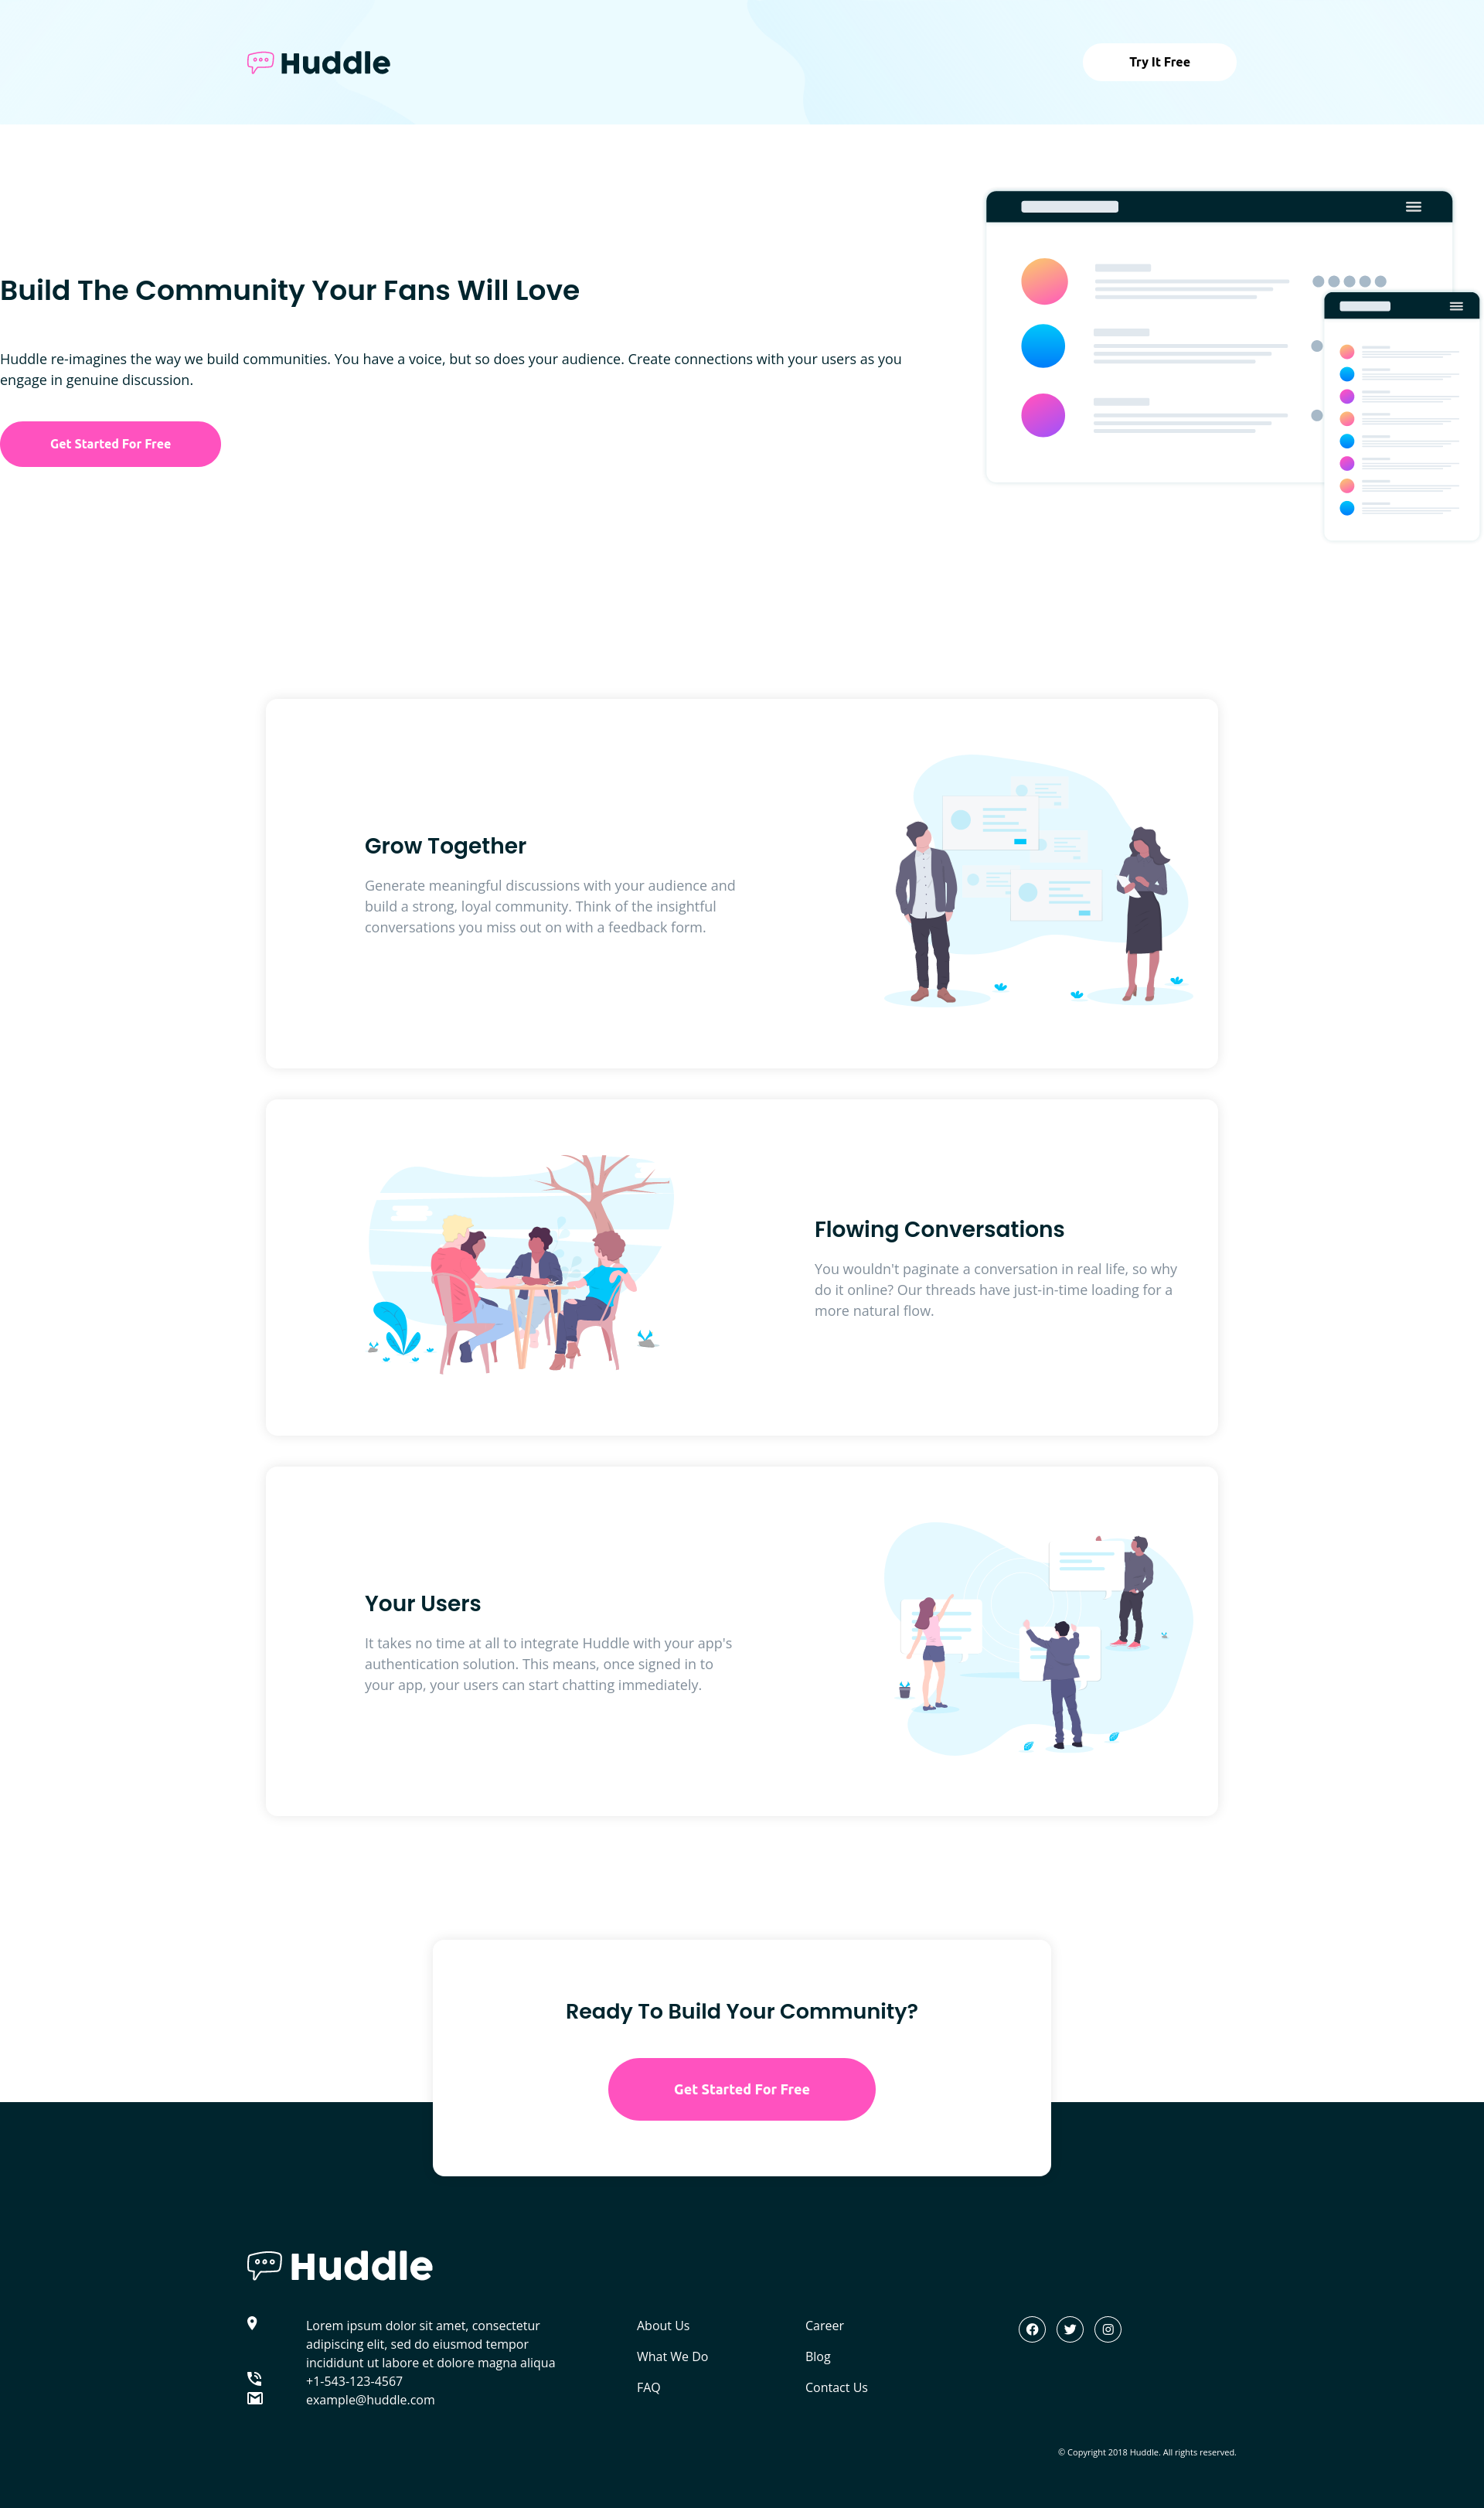 Huddle
Try It Free
Build The Community Your Fans Will Love
Huddle re-imagines the way we build communities. You have a voice, but so does your audience. Create connections with your users as you
engage in genuine discussion.
Get Started For Free
Grow Together
Generate meaningful discussions with your audience and
build a strong, loyal community. Think of the insightful
conversations you miss out on with a feedback form.
Flowing Conversations
You wouldn't paginate a conversation in real life, so why
do it online? Our threads have just-in-time loading for a
more natural flow.
Your Users
It takes no time at all to integrate Huddle with your app's
authentication solution. This means, once signed in to
your app, your users can start chatting immediately.
Ready To Build Your Community?
Get Started For Free
Huddle
Lorem ipsum dolor sit amet, consectetur
adipiscing elit, sed do eiusmod tempor
incididunt ut labore et dolore magna aliqua
+1-543-123-4567
example@huddle.com
About Us
What We Do
FAQ
Career
Blog
Contact Us
© Copyright 2018 Huddle. All rights reserved.